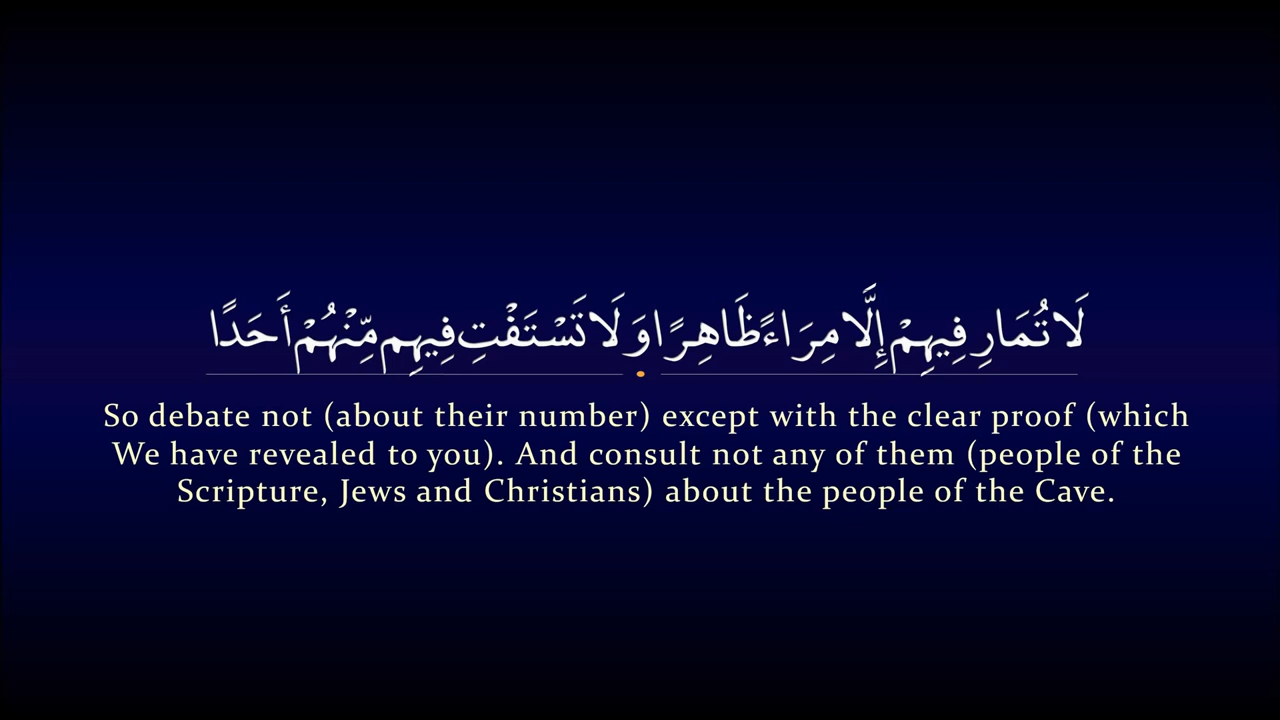 لَا تُمَارِ فِيهِمْ إِلَّا مِرَاءً ظَاهِرًا وَ لَا تَسْتَفْتِ فِيهِم مِّنْهُمْ أَحَدًا
So debate not (about their number) except with the clear proof (which
We have revealed to you). And consult not any of them (people of the
Scripture, Jews and Christians) about the people of the Cave.